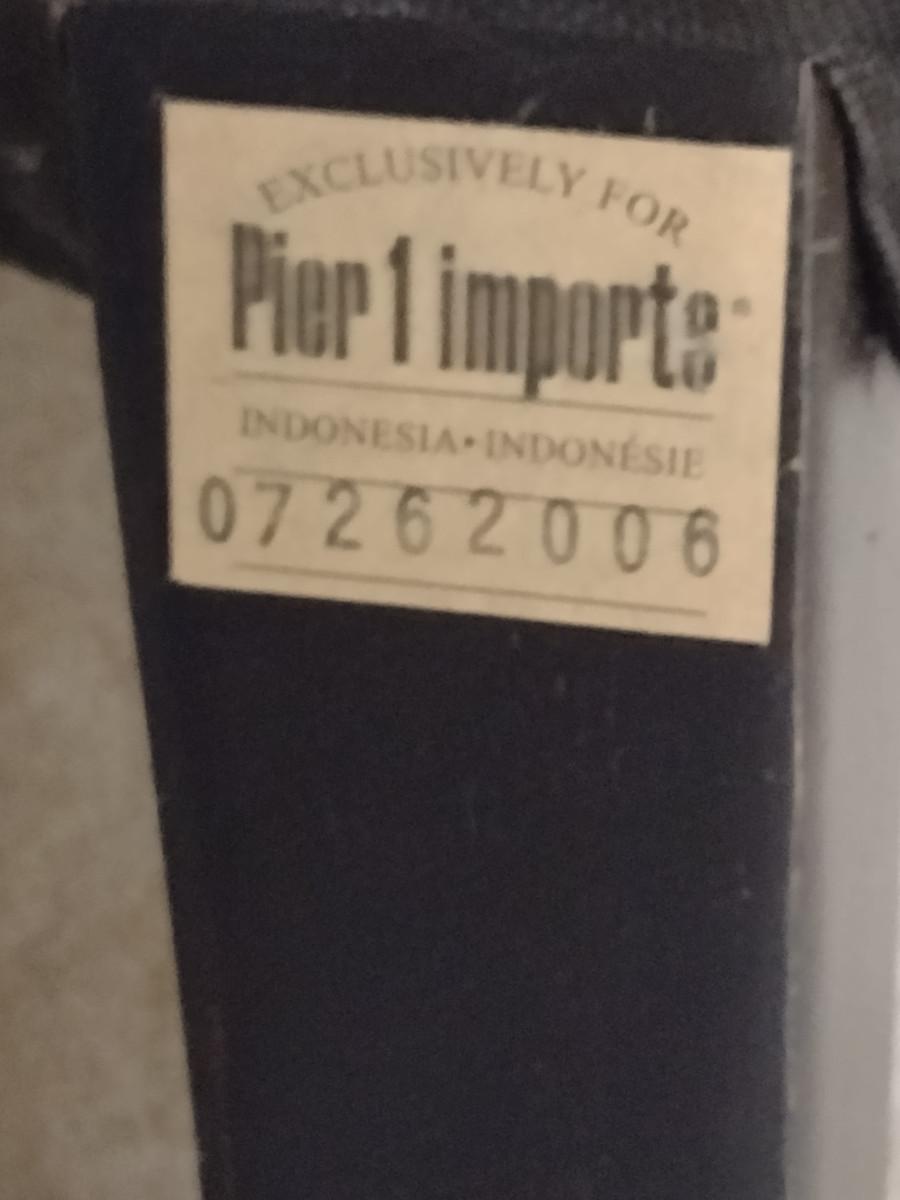 EXCLUSIVELY FOR
Pier 1 imports®
INDONESIA • INDONÉSIE
07262006